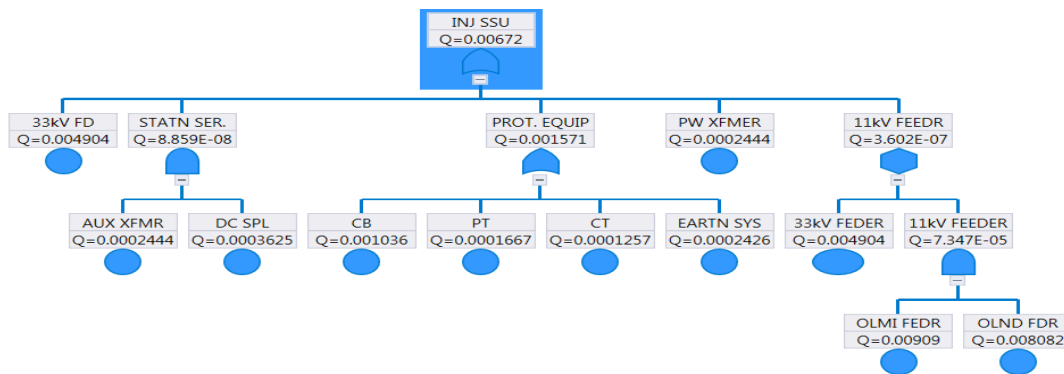 INJ SSU
Q=0.00672
33kV FD
Q=0.004904
STATN SER.
Q=8.859E-08
PROT. EQUIP
Q=0.001571
PW XFMER
Q=0.0002444
11kV FEEDR
Q=3.602E-07
AUX XFMR
Q=0.0002444
DC SPL
Q=0.0003625
CB
Q=0.001036
PT
Q=0.0001667
CT
Q=0.0001257
EARTN SYS
Q=0.0002426
33kV FEDER
Q=0.004904
11kV FEEDER
Q=7.347E-05
OLMI FEDR
Q=0.00909
OLND FDR
Q=0.008082